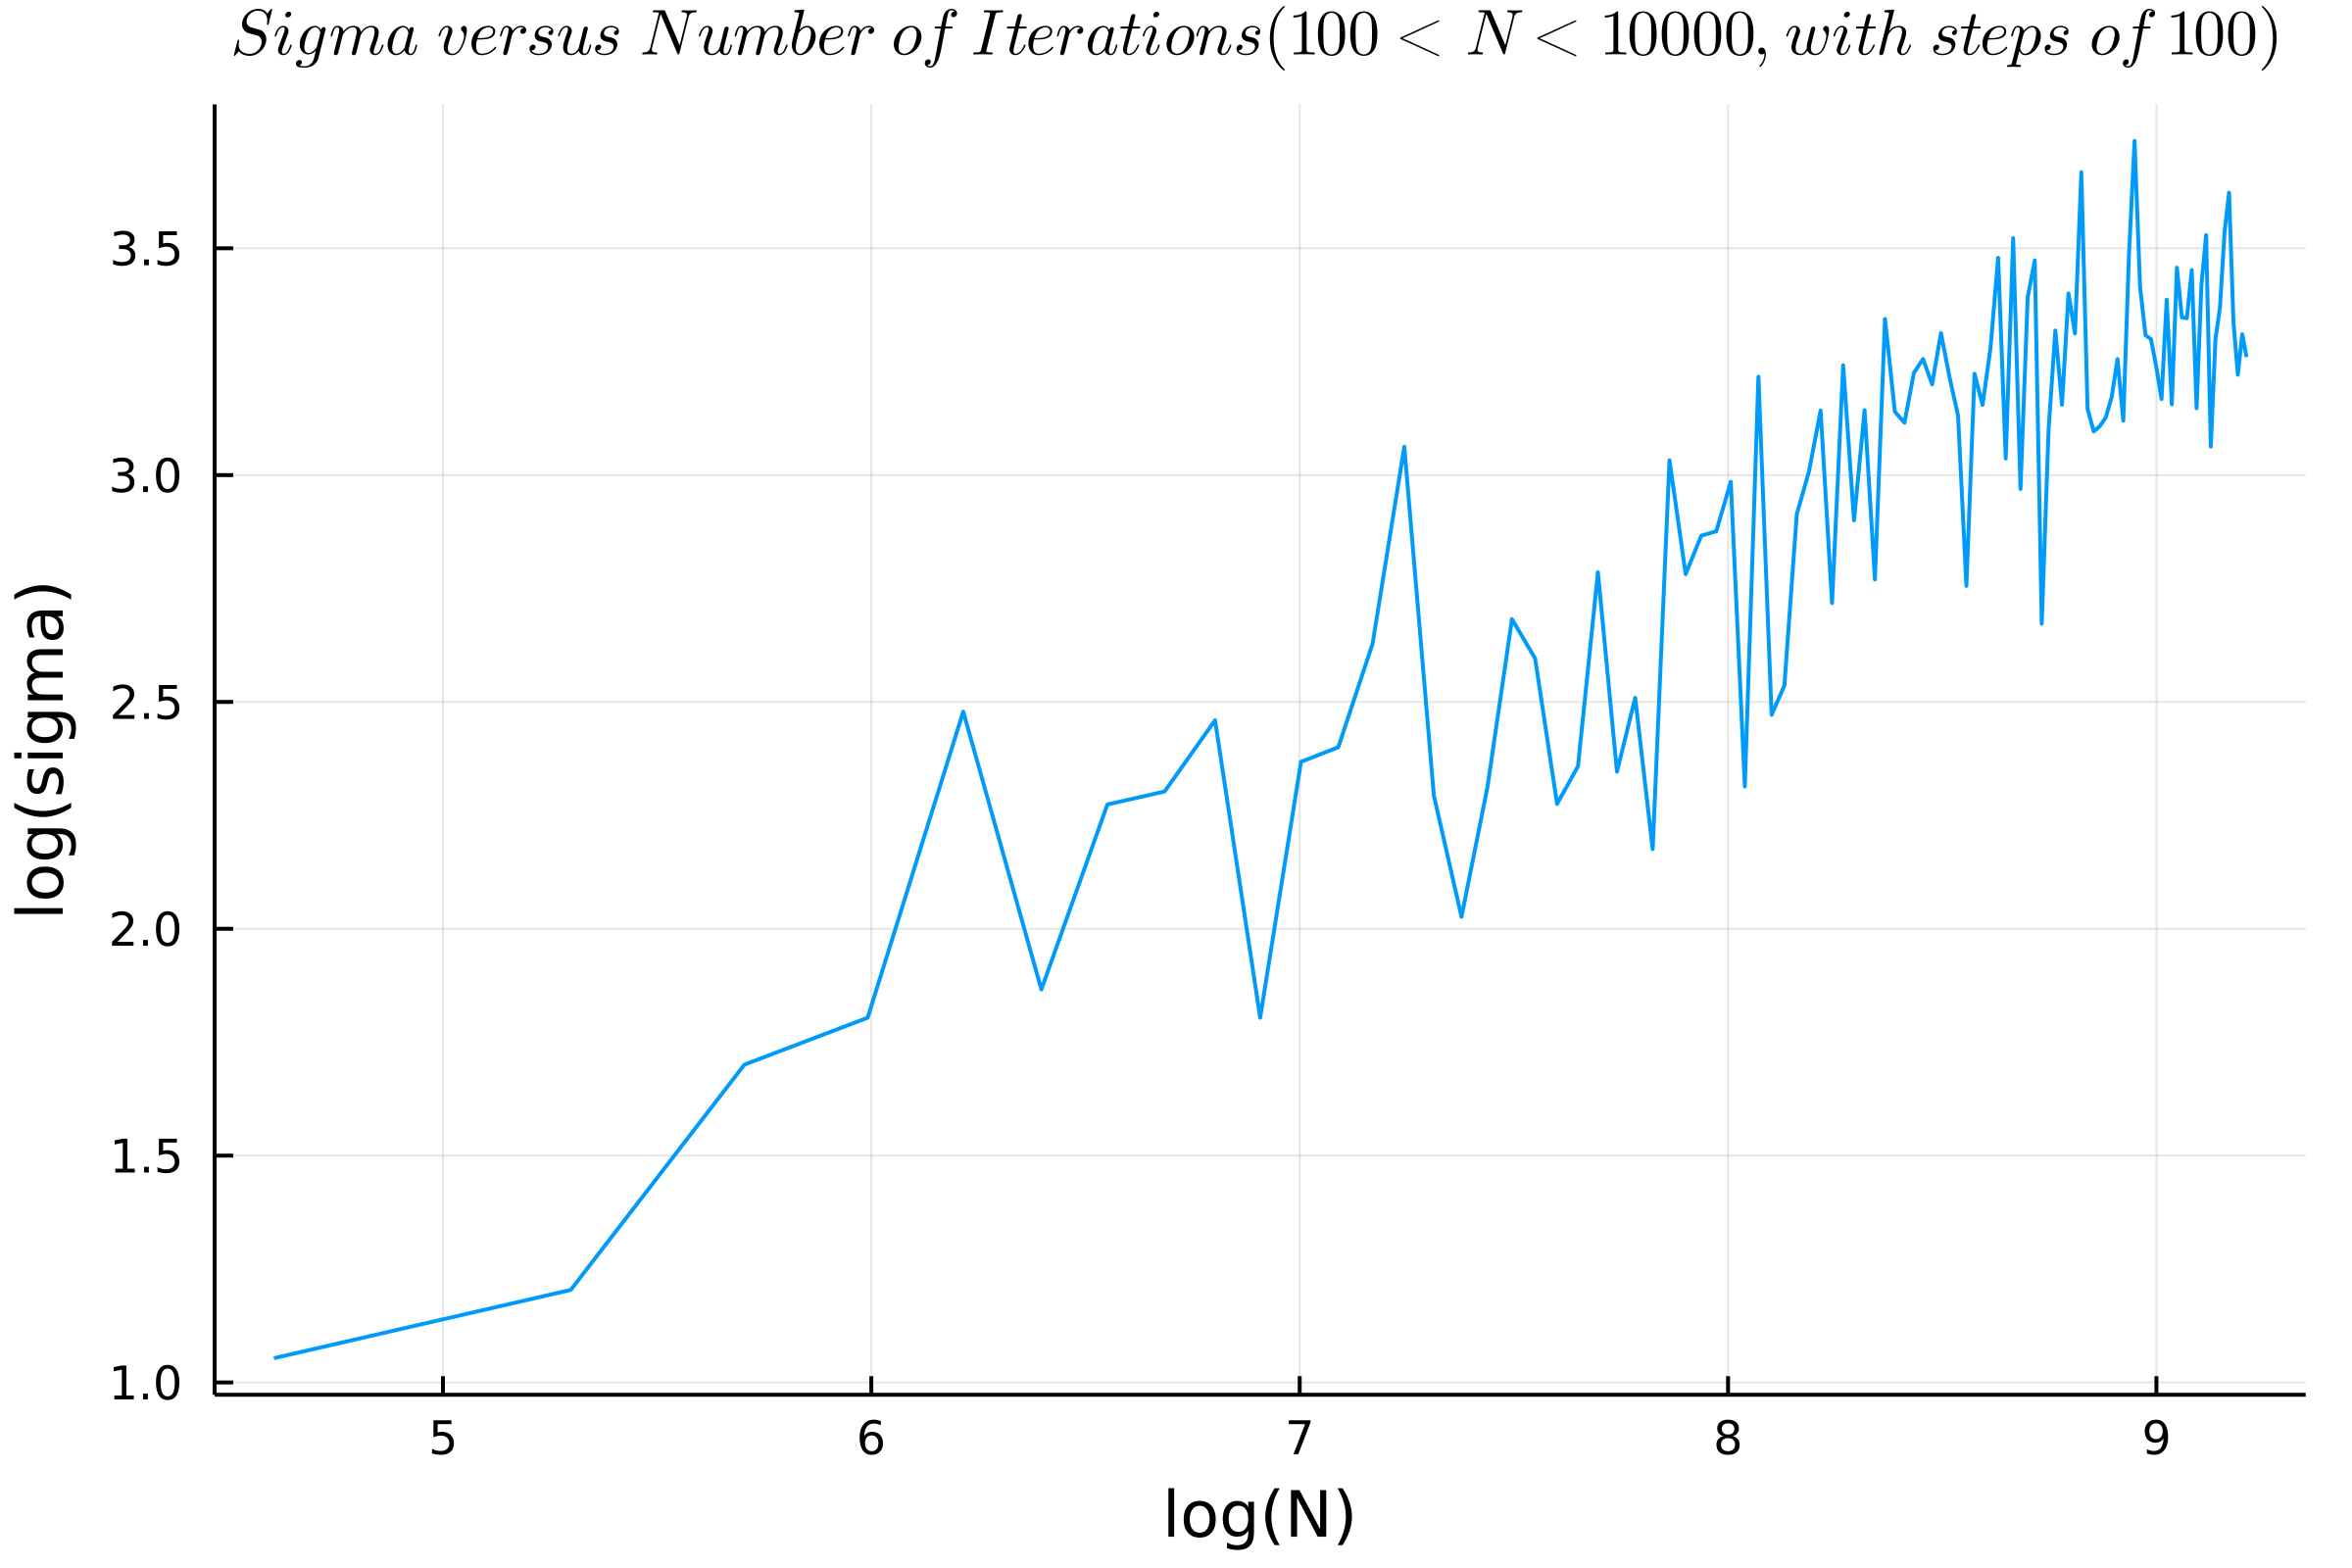 Sigma versus Number of Iterations(100 < N < 10000, with steps of 100)
log(sigma)
3.5
3.0
2.5
2.0
1.5
1.0
5 6 7 8 9
log(N)